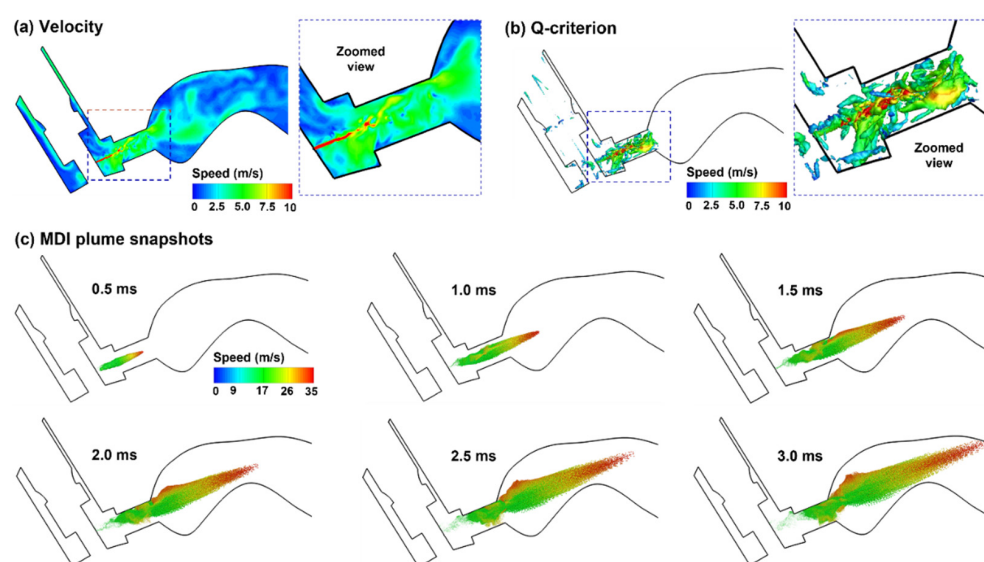 (a) Velocity
Zoomed
view
Speed (m/s)
0 2.5 5.0 7.5 10
(b) Q-criterion
Zoomed
view
Speed (m/s)
0 2.5 5.0 7.5 10
(c) MDI plume snapshots
0.5 ms
1.0 ms
1.5 ms
Speed (m/s)
0 9 17 26 35
2.0 ms
2.5 ms
3.0 ms